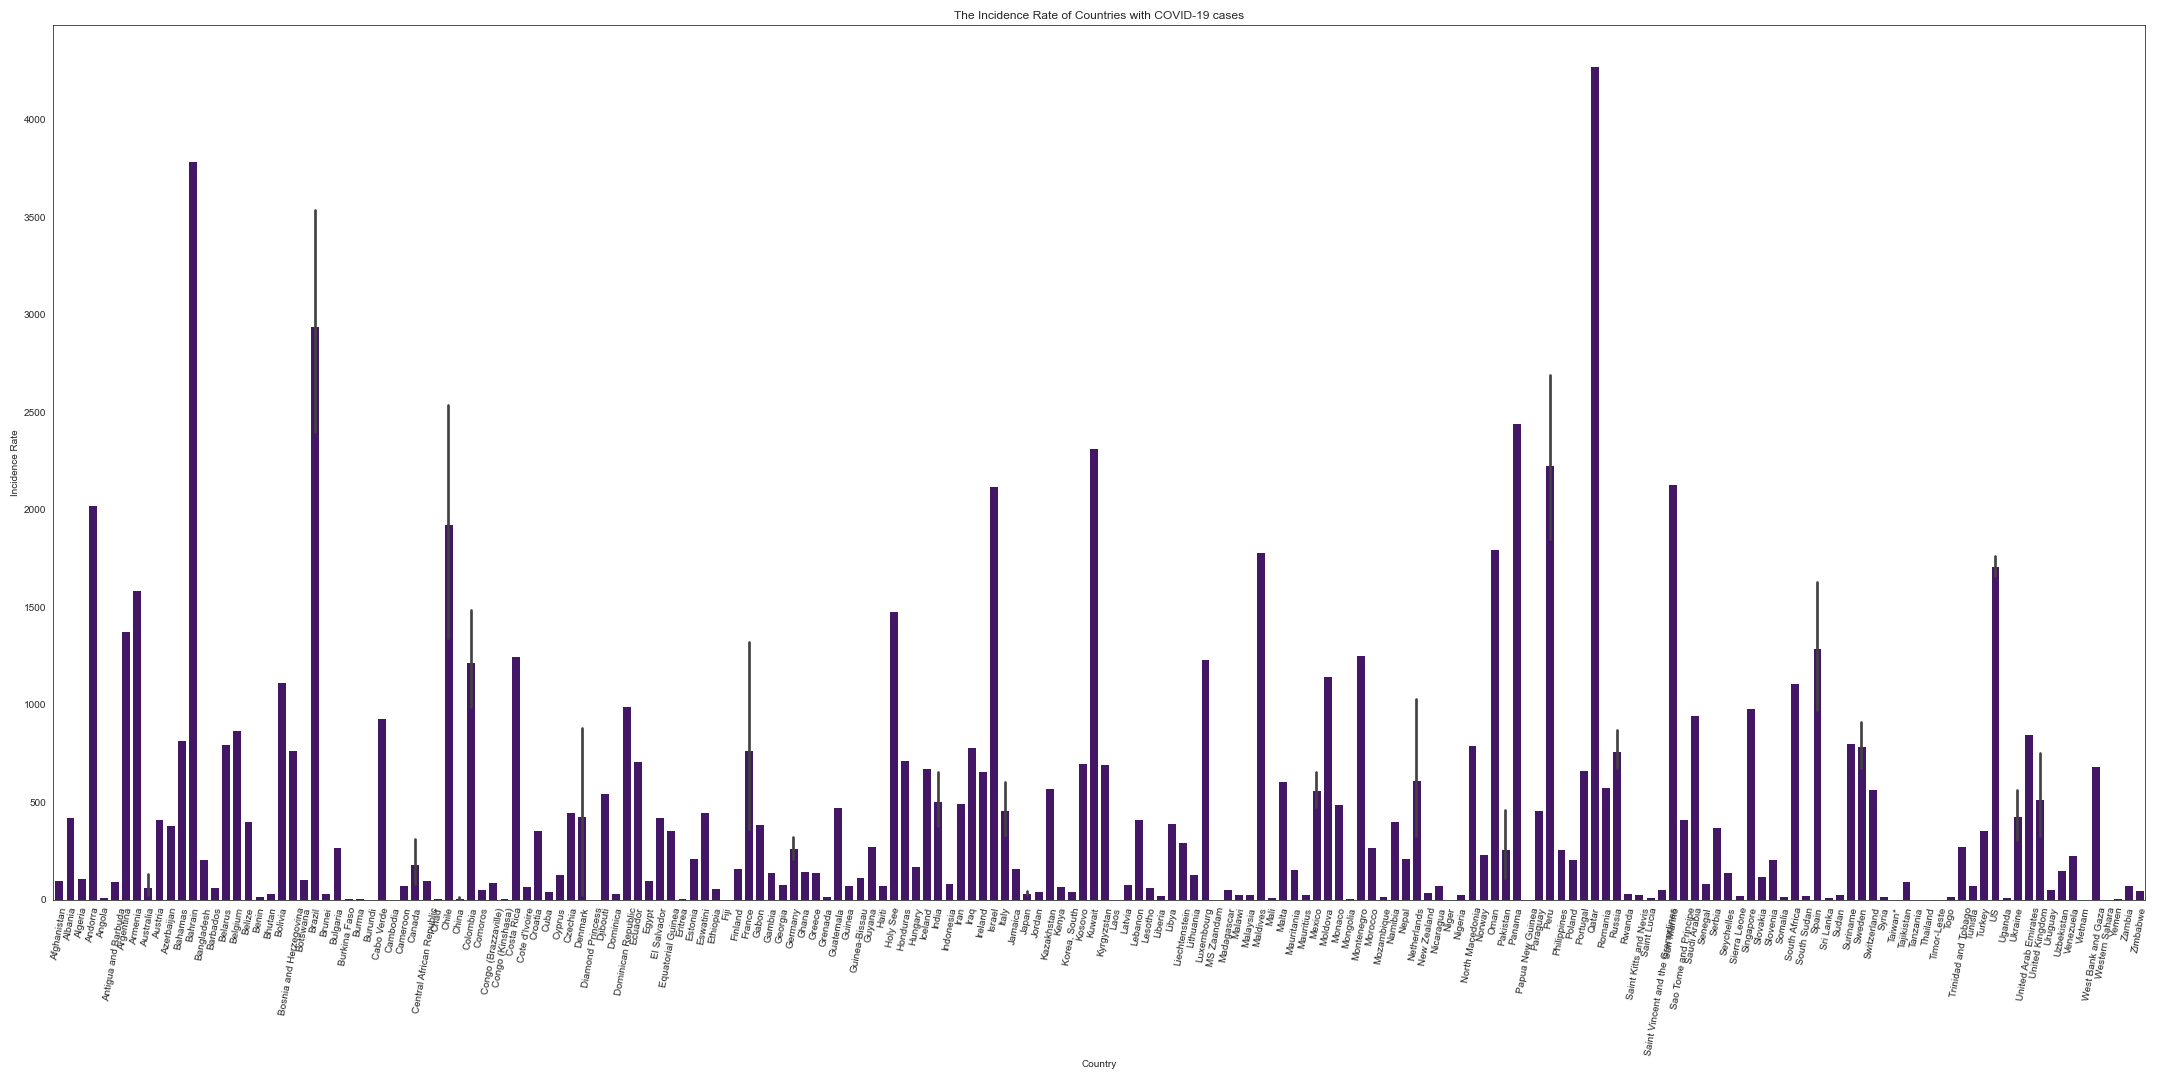 The Incidence Rate of Countries with COVID-19 cases
Incidence Rate
4000
3500
3000
2500
2000
1500
1000
500
0
Afghanistan
Albania
Algeria
Andorra
Angola
Antigua and Barbuda
Argentina
Armenia
Australia
Austria
Azerbaijan
Bahamas
Bahrain
Bangladesh
Barbados
Belarus
Belgium
Belize
Benin
Bhutan
Bolivia
Bosnia and Herzegovina
Botswana
Brazil
Brunei
Bulgaria
Burkina Faso
Burma
Burundi
Cabo Verde
Cambodia
Cameroon
Canada
Central African Republic
Chad
Chile
China
Colombia
Comoros
Congo (Brazzaville)
Congo (Kinshasa)
Costa Rica
Cote d'Ivoire
Croatia
Cuba
Cyprus
Czechia
Denmark
Diamond Princess
Djibouti
Dominica
Dominican Republic
Ecuador
Egypt
El Salvador
Equatorial Guinea
Eritrea
Estonia
Eswatini
Ethiopia
Fiji
Finland
France
Gabon
Gambia
Georgia
Germany
Ghana
Greece
Grenada
Guatemala
Guinea
Guinea-Bissau
Guyana
Haiti
Holy See
Honduras
Hungary
Iceland
India
Indonesia
Iran
Iraq
Ireland
Israel
Italy
Jamaica
Japan
Jordan
Kazakhstan
Kenya
Korea, South
Kosovo
Kuwait
Kyrgyzstan
Laos
Latvia
Lebanon
Lesotho
Liberia
Libya
Liechtenstein
Lithuania
Luxembourg
MS Zaandam
Madagascar
Malawi
Malaysia
Maldives
Mali
Malta
Mauritania
Mauritius
Mexico
Moldova
Monaco
Mongolia
Montenegro
Morocco
Mozambique
Namibia
Nepal
Netherlands
New Zealand
Nicaragua
Niger
Nigeria
North Macedonia
Norway
Oman
Pakistan
Panama
Papua New Guinea
Paraguay
Peru
Philippines
Poland
Portugal
Qatar
Romania
Russia
Rwanda
Saint Kitts and Nevis
Saint Lucia
Saint Vincent and the Grenadines
San Marino
Sao Tome and Principe
Saudi Arabia
Senegal
Serbia
Seychelles
Sierra Leone
Singapore
Slovakia
Slovenia
Somalia
South Africa
South Sudan
Spain
Sri Lanka
Sudan
Suriname
Sweden
Switzerland
Syria
Taiwan*
Tajikistan
Tanzania
Thailand
Timor-Leste
Togo
Trinidad and Tobago
Tunisia
Turkey
US
Uganda
Ukraine
United Arab Emirates
United Kingdom
Uruguay
Uzbekistan
Venezuela
Vietnam
West Bank and Gaza
Western Sahara
Yemen
Zambia
Zimbabwe
Country